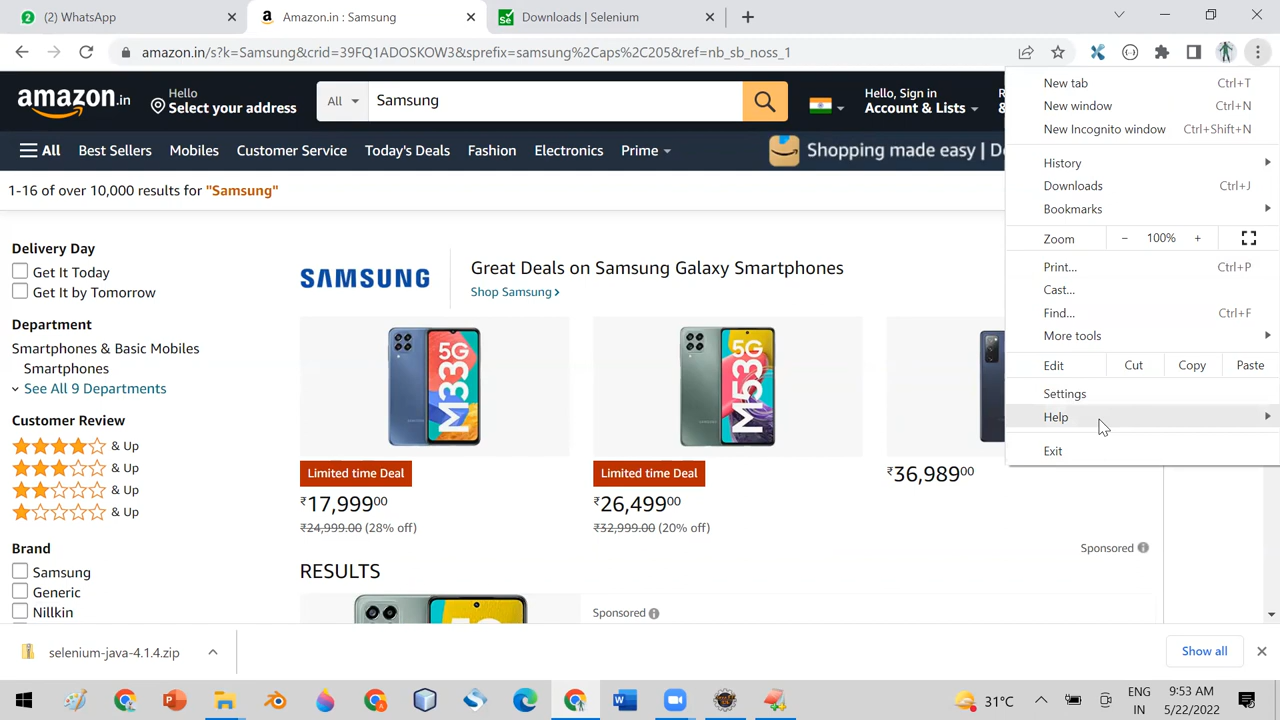 (2) WhatsApp
Amazon.in : Samsung
Downloads | Selenium
amazon.in/s?k=Samsung&crid=39FQ1ADOSKOW3&sprefix=samsung%2Caps%2C205&ref=nb_sb_noss_1
amazon.in
Hello
Select your address
All
Samsung
Hello, Sign in
Account & Lists
All
Best Sellers
Mobiles
Customer Service
Today's Deals
Fashion
Electronics
Prime
Shopping made easy |
1-16 of over 10,000 results for "Samsung"
Delivery Day
Get It Today
Get It by Tomorrow
Department
Smartphones & Basic Mobiles
Smartphones
See All 9 Departments
Customer Review
& Up
& Up
& Up
& Up
Brand
Samsung
Generic
Nillkin
SAMSUNG
Great Deals on Samsung Galaxy Smartphones
Shop Samsung ›
5G
M33
5G
M53
Limited time Deal
Limited time Deal
₹17,999⁰⁰
₹26,499⁰⁰
₹36,989⁰⁰
₹24,999.00 (28% off)
₹32,999.00 (20% off)
Sponsored
RESULTS
Sponsored
New tab Ctrl+T
New window Ctrl+N
New Incognito window Ctrl+Shift+N
History
Downloads Ctrl+J
Bookmarks
Zoom − 100% +
Print... Ctrl+P
Cast...
Find... Ctrl+F
More tools
Edit Cut Copy Paste
Settings
Help
Exit
selenium-java-4.1.4.zip
Show all
31°C
ENG
IN
9:53 AM
5/22/2022